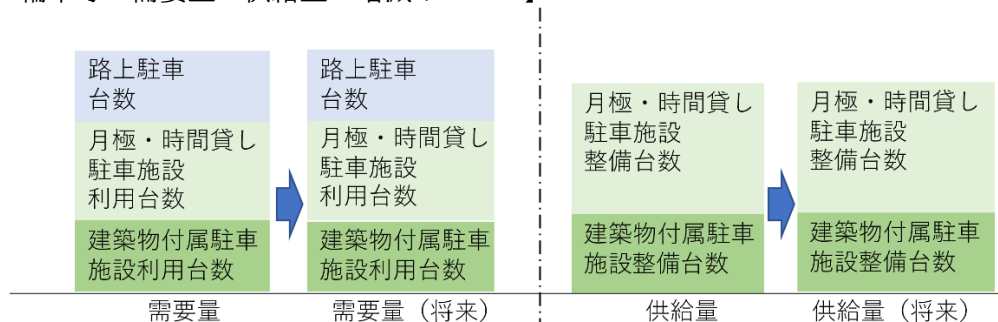 路上駐車
台数
月極・時間貸し
駐車施設
利用台数
建築物付属駐車
施設利用台数
需要量
路上駐車
台数
月極・時間貸し
駐車施設
利用台数
建築物付属駐車
施設利用台数
需要量（将来）
月極・時間貸し
駐車施設
整備台数
建築物付属駐車
施設整備台数
供給量
月極・時間貸し
駐車施設
整備台数
建築物付属駐車
施設整備台数
供給量（将来）